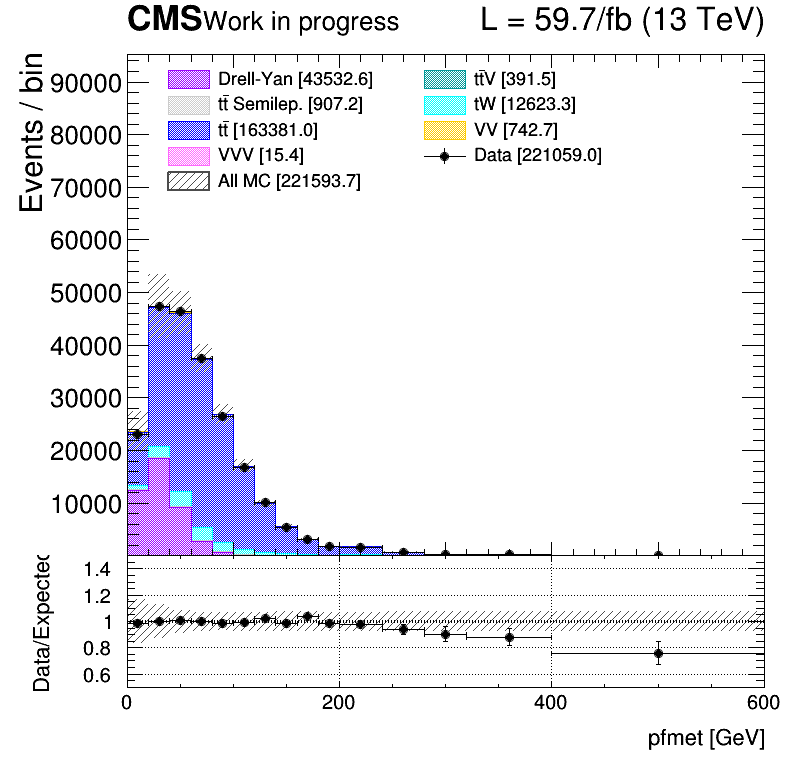 CMS Work in progress L = 59.7/fb (13 TeV)
Events / bin
90000
80000
70000
60000
50000
40000
30000
20000
10000
Drell-Yan [43532.6]
tt̄ Semilep. [907.2]
tt̄ [163381.0]
VVV [15.4]
All MC [221593.7]
tt̄V [391.5]
tW [12623.3]
VV [742.7]
Data [221059.0]
Data/Expected
1.4
1.2
1
0.8
0.6
0 200 400 600
pfmet [GeV]